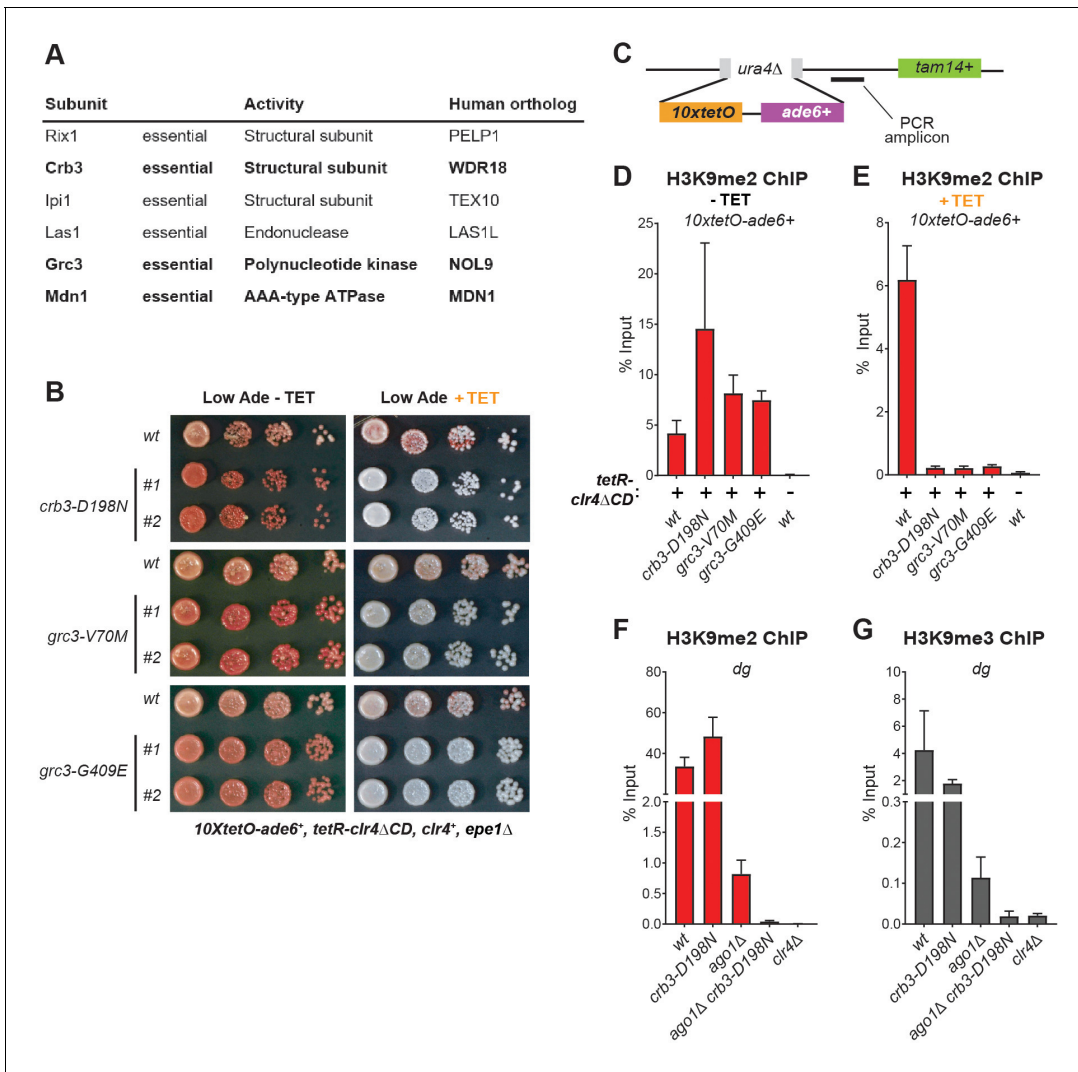 A
Subunit Activity Human ortholog
Rix1 essential Structural subunit PELP1
Crb3 essential Structural subunit WDR18
Ipi1 essential Structural subunit TEX10
Las1 essential Endonuclease LAS1L
Grc3 essential Polynucleotide kinase NOL9
Mdn1 essential AAA-type ATPase MDN1
B
Low Ade - TET Low Ade + TET
wt
crb3-D198N
#1
#2
wt
grc3-V70M
#1
#2
wt
grc3-G409E
#1
#2
10XtetO-ade6⁺, tetR-clr4ΔCD, clr4⁺, epe1Δ
C
ura4Δ
tam14+
10xtetO
ade6+
PCR
amplicon
D
H3K9me2 ChIP
- TET
10xtetO-ade6+
% Input
25
20
15
10
5
0
tetR-
clr4ΔCD:
+ + + + -
wt
crb3-D198N
grc3-V70M
grc3-G409E
wt
E
H3K9me2 ChIP
+ TET
10xtetO-ade6+
% Input
8
6
4
2
0
+ + + + -
wt
crb3-D198N
grc3-V70M
grc3-G409E
wt
F
H3K9me2 ChIP
dg
% Input
80
60
40
20
2.0
1.5
1.0
0.5
0.0
wt
crb3-D198N
ago1Δ
ago1Δ crb3-D198N
clr4Δ
G
H3K9me3 ChIP
dg
% Input
10
8
6
4
2
0.3
0.2
0.1
0.0
wt
crb3-D198N
ago1Δ
ago1Δ crb3-D198N
clr4Δ